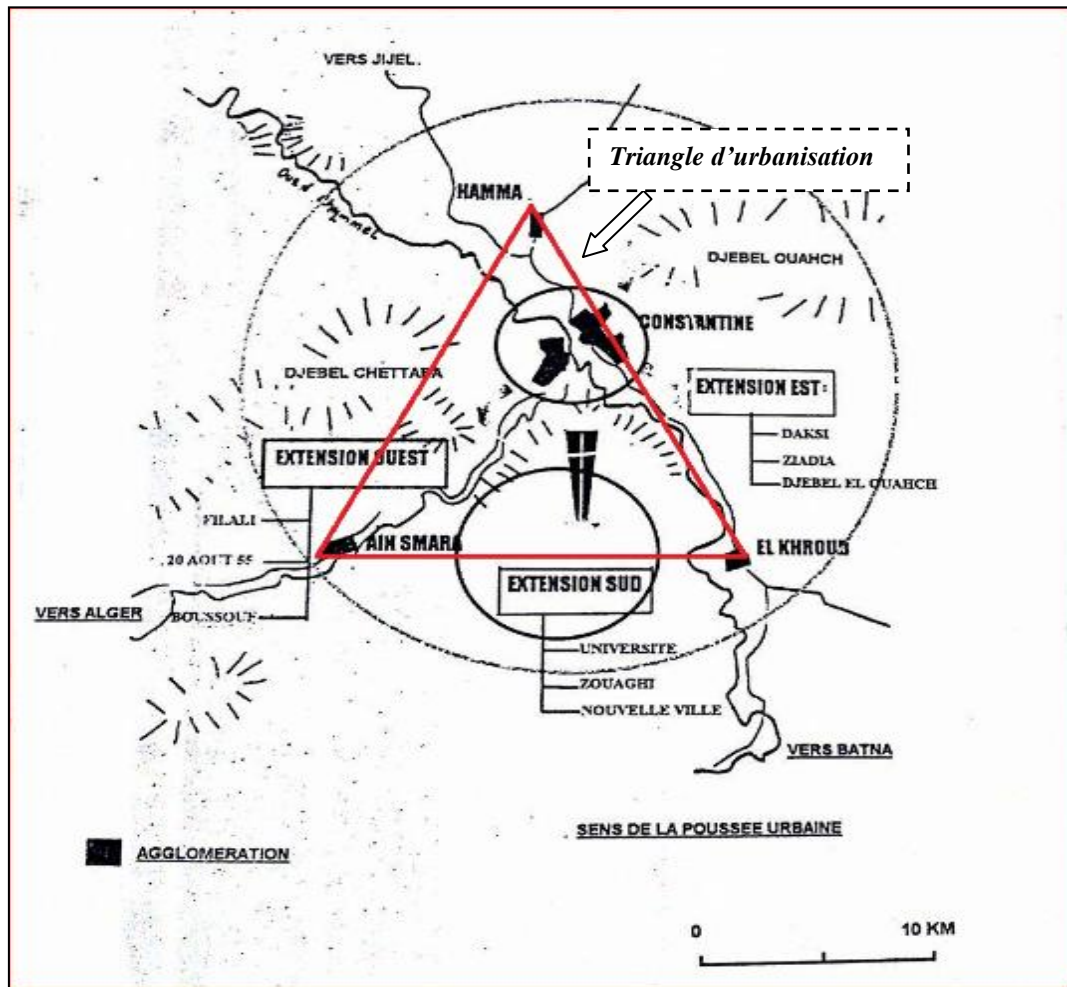 VERS JIJEL.
Triangle d'urbanisation
HAMMA
Oued
DJEBEL OUAHCH
CONSTANTINE
DJEBEL CHETTABA
EXTENSION EST:
DAKSI
ZIADIA
DJEBEL EL OUAHCH
EXTENSION OUEST
FILALI
20 AOUT 55
BOUSSOUF
AIN SMARA
EL KHROUB
VERS ALGER
EXTENSION SUD
UNIVERSITE
ZOUAGHI
NOUVELLE VILLE
VERS BATNA
SENS DE LA POUSSEE URBAINE
AGGLOMERATION
0 10 KM